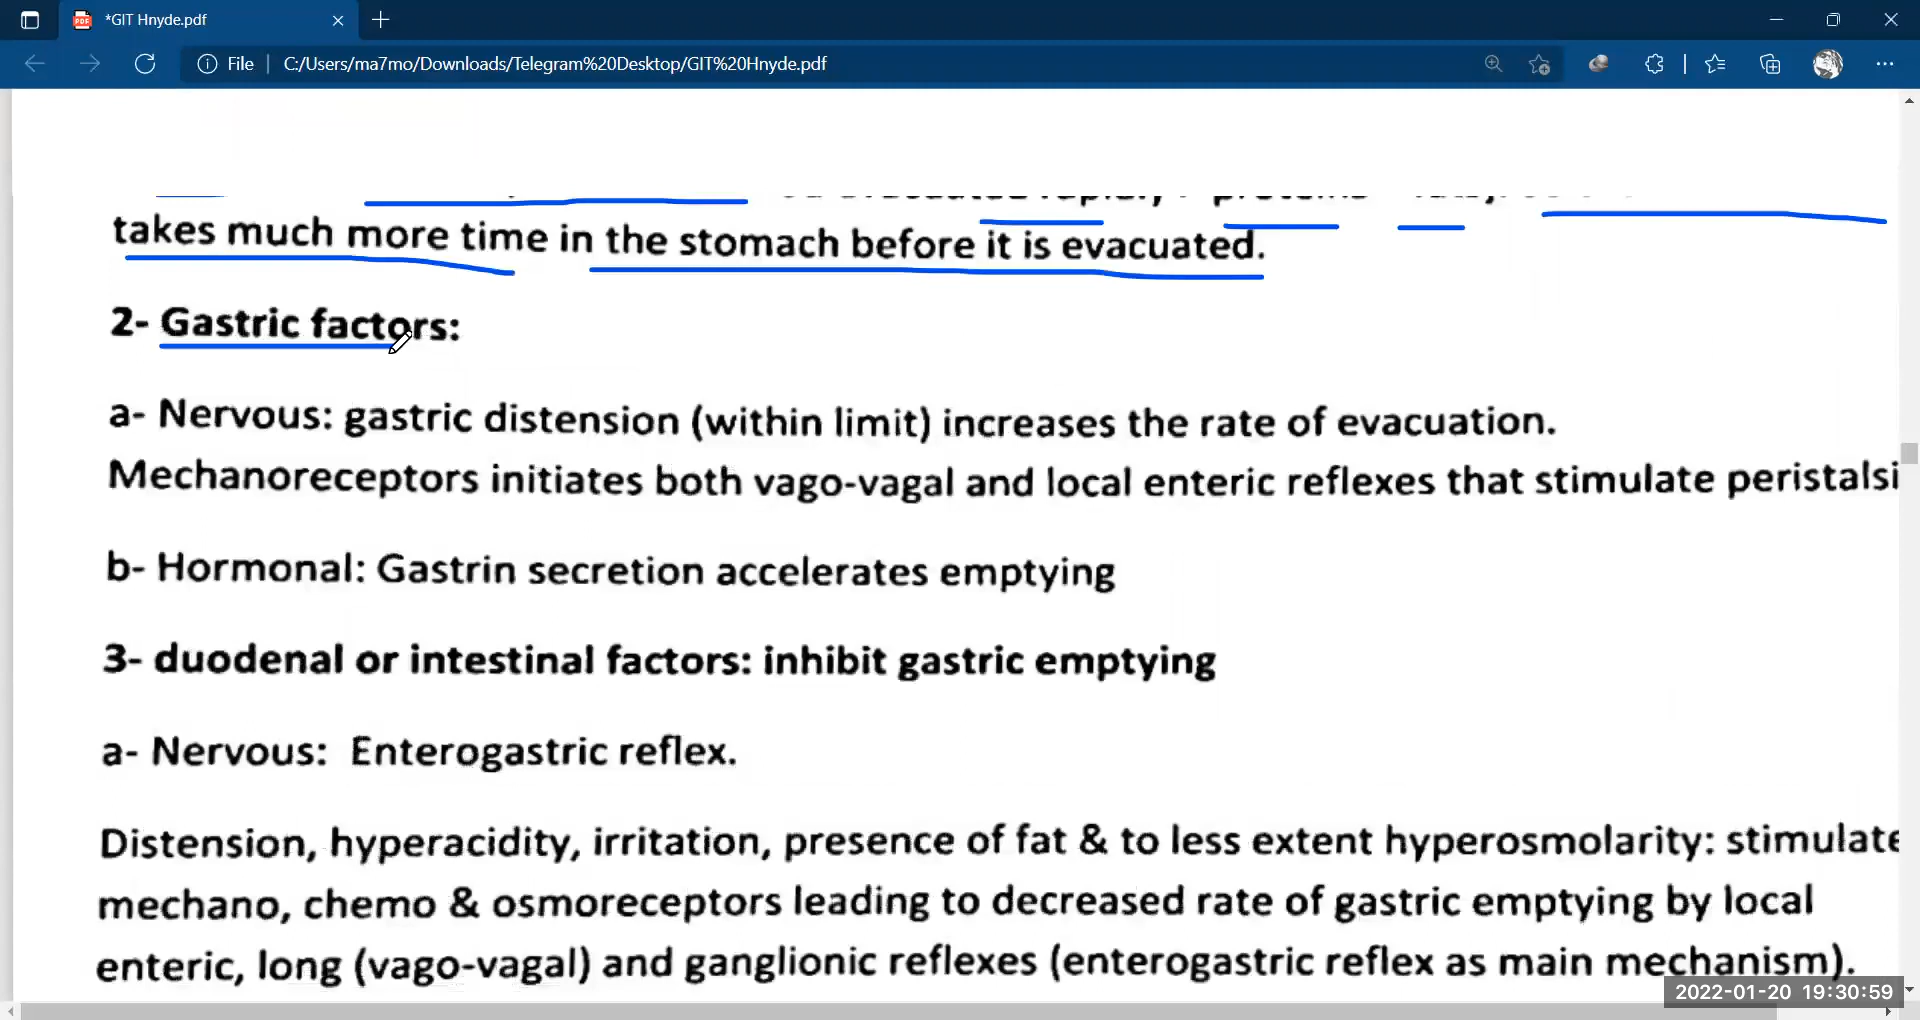 *GIT Hnyde.pdf
File C:/Users/ma7mo/Downloads/Telegram%20Desktop/GIT%20Hnyde.pdf
takes much more time in the stomach before it is evacuated.
2- Gastric factors:
a- Nervous: gastric distension (within limit) increases the rate of evacuation.
Mechanoreceptors initiates both vago-vagal and local enteric reflexes that stimulate peristalsi
b- Hormonal: Gastrin secretion accelerates emptying
3- duodenal or intestinal factors: inhibit gastric emptying
a- Nervous: Enterogastric reflex.
Distension, hyperacidity, irritation, presence of fat & to less extent hyperosmolarity: stimulate
mechano, chemo & osmoreceptors leading to decreased rate of gastric emptying by local
enteric, long (vago-vagal) and ganglionic reflexes (enterogastric reflex as main mechanism).
2022-01-20 19:30:59